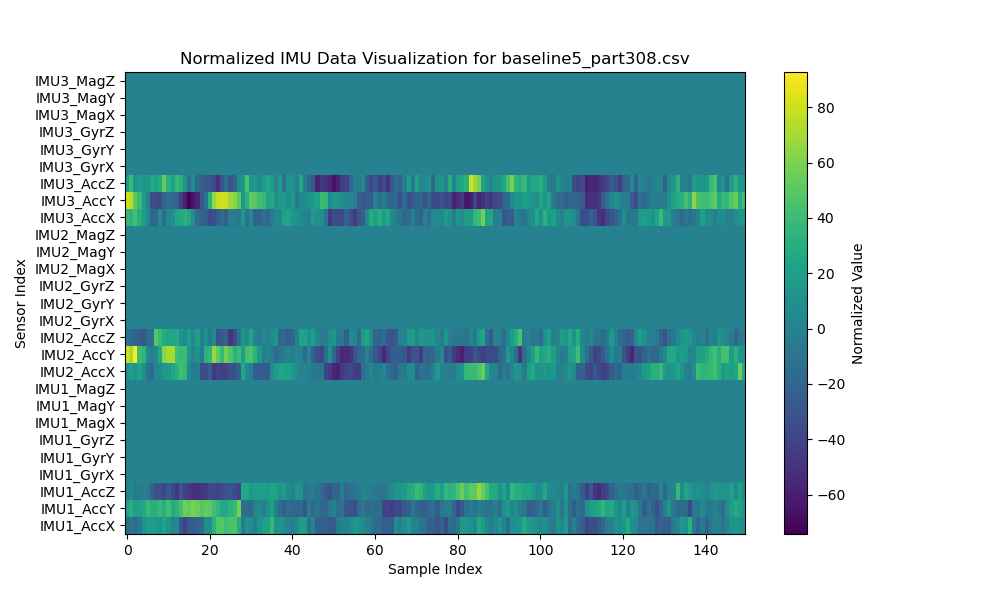 Normalized IMU Data Visualization for baseline5_part308.csv
IMU3_MagZ
IMU3_MagY
IMU3_MagX
IMU3_GyrZ
IMU3_GyrY
IMU3_GyrX
IMU3_AccZ
IMU3_AccY
IMU3_AccX
IMU2_MagZ
IMU2_MagY
IMU2_MagX
IMU2_GyrZ
IMU2_GyrY
IMU2_GyrX
IMU2_AccZ
IMU2_AccY
IMU2_AccX
IMU1_MagZ
IMU1_MagY
IMU1_MagX
IMU1_GyrZ
IMU1_GyrY
IMU1_GyrX
IMU1_AccZ
IMU1_AccY
IMU1_AccX
Sensor Index
0 20 40 60 80 100 120 140
Sample Index
80
60
40
20
0
−20
−40
−60
Normalized Value